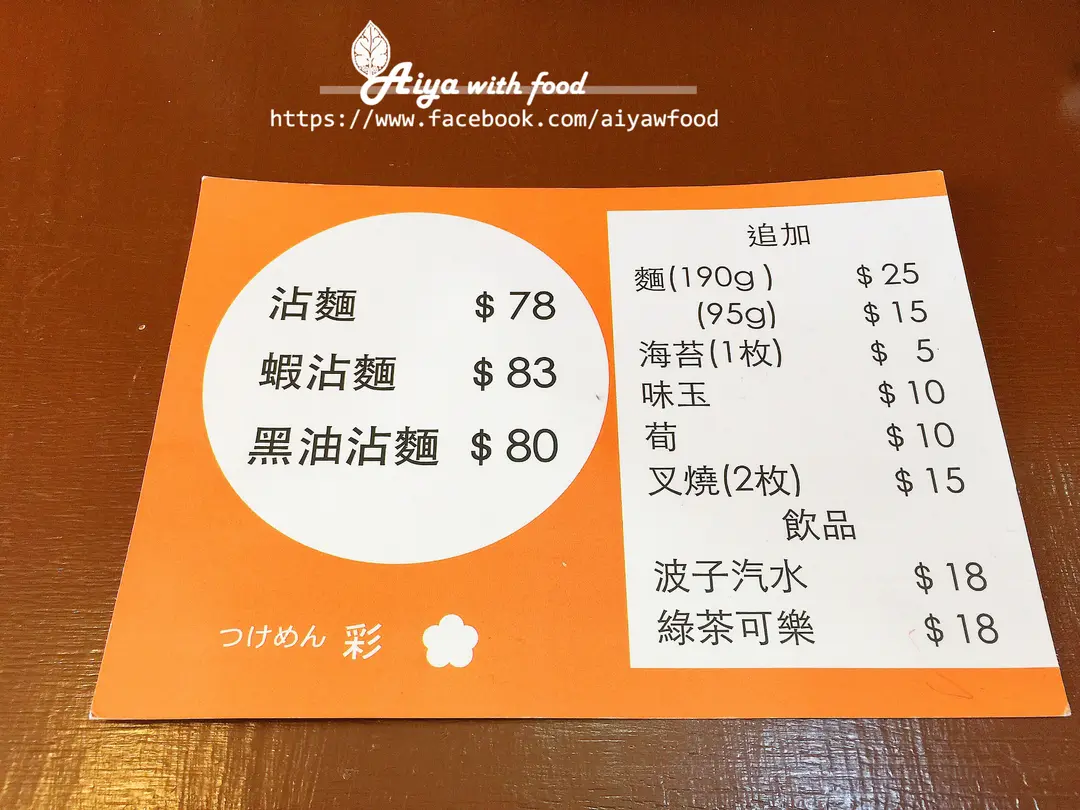 Aiya with food
https://www.facebook.com/aiyawfood
沾麵 $ 78
蝦沾麵 $ 83
黑油沾麵 $ 80
つけめん 彩
追加
麵(190g ) $ 25
(95g) $ 15
海苔(1枚) $ 5
味玉 $ 10
荀 $ 10
叉燒(2枚) $ 15
飲品
波子汽水 $ 18
綠茶可樂 $ 18